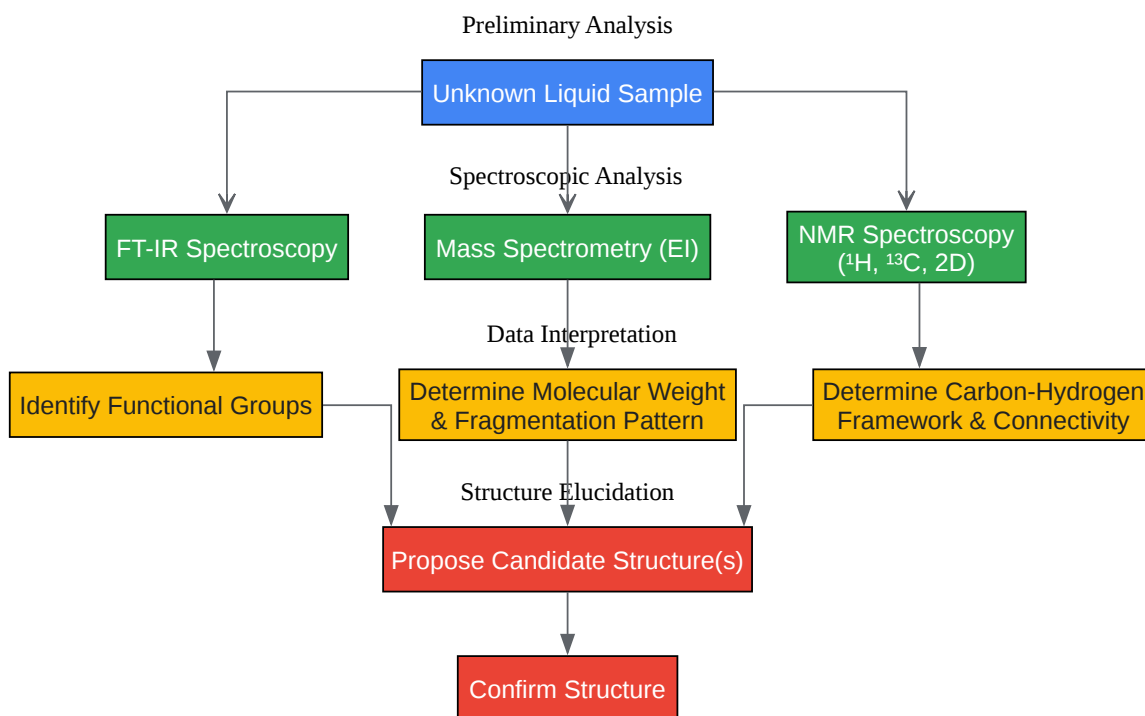 Preliminary Analysis
Unknown Liquid Sample
Spectroscopic Analysis
FT-IR Spectroscopy
Mass Spectrometry (EI)
NMR Spectroscopy
(¹H, ¹³C, 2D)
Data Interpretation
Identify Functional Groups
Determine Molecular Weight
& Fragmentation Pattern
Determine Carbon-Hydrogen
Framework & Connectivity
Structure Elucidation
Propose Candidate Structure(s)
Confirm Structure